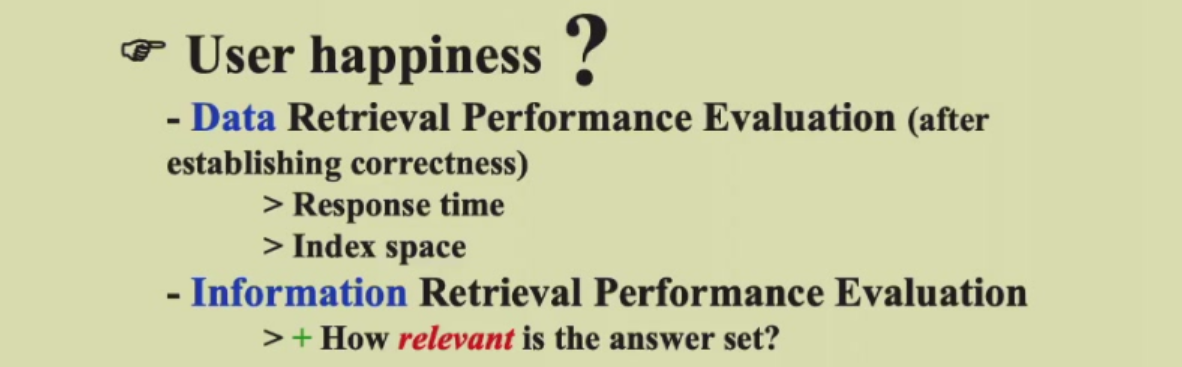 ☞ User happiness ?
- Data Retrieval Performance Evaluation (after
establishing correctness)
> Response time
> Index space
- Information Retrieval Performance Evaluation
> + How relevant is the answer set?